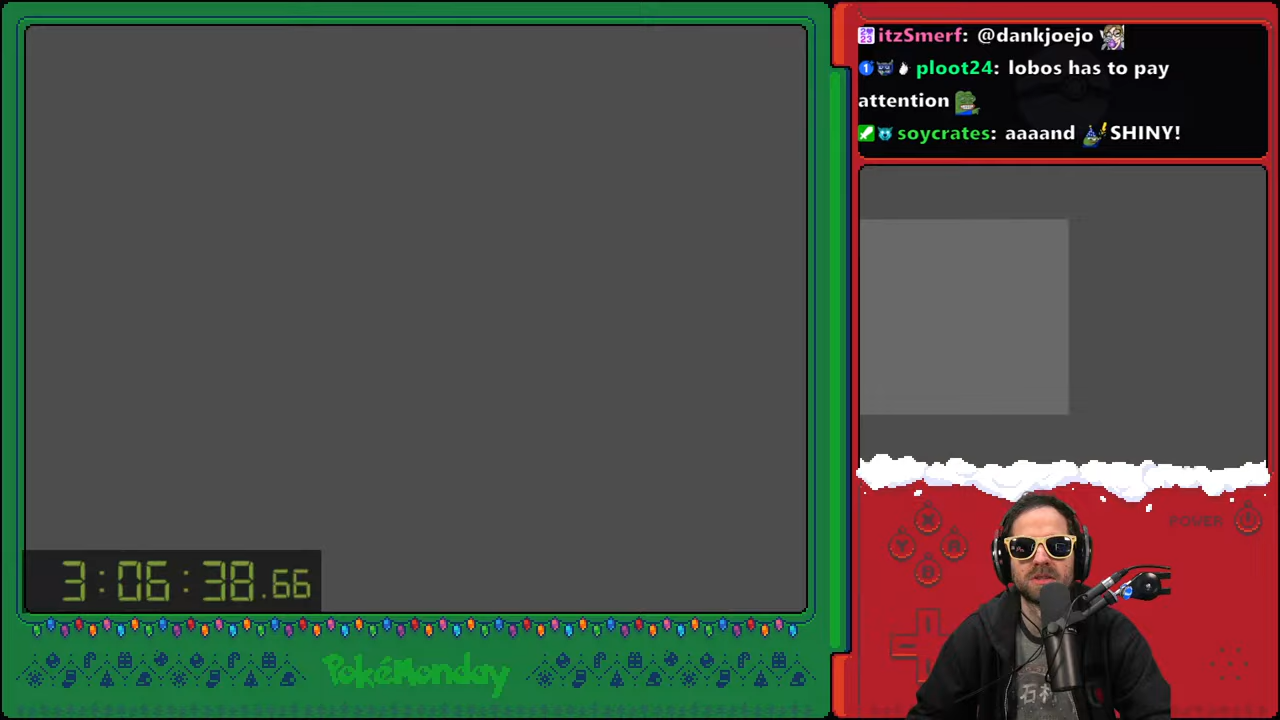 itzSmerf: @dankjoejo
ploot24: lobos has to pay
attention
soycrates: aaaand SHINY!
X
Y
A
B
POWER
3:06:38.66
PokéMonday